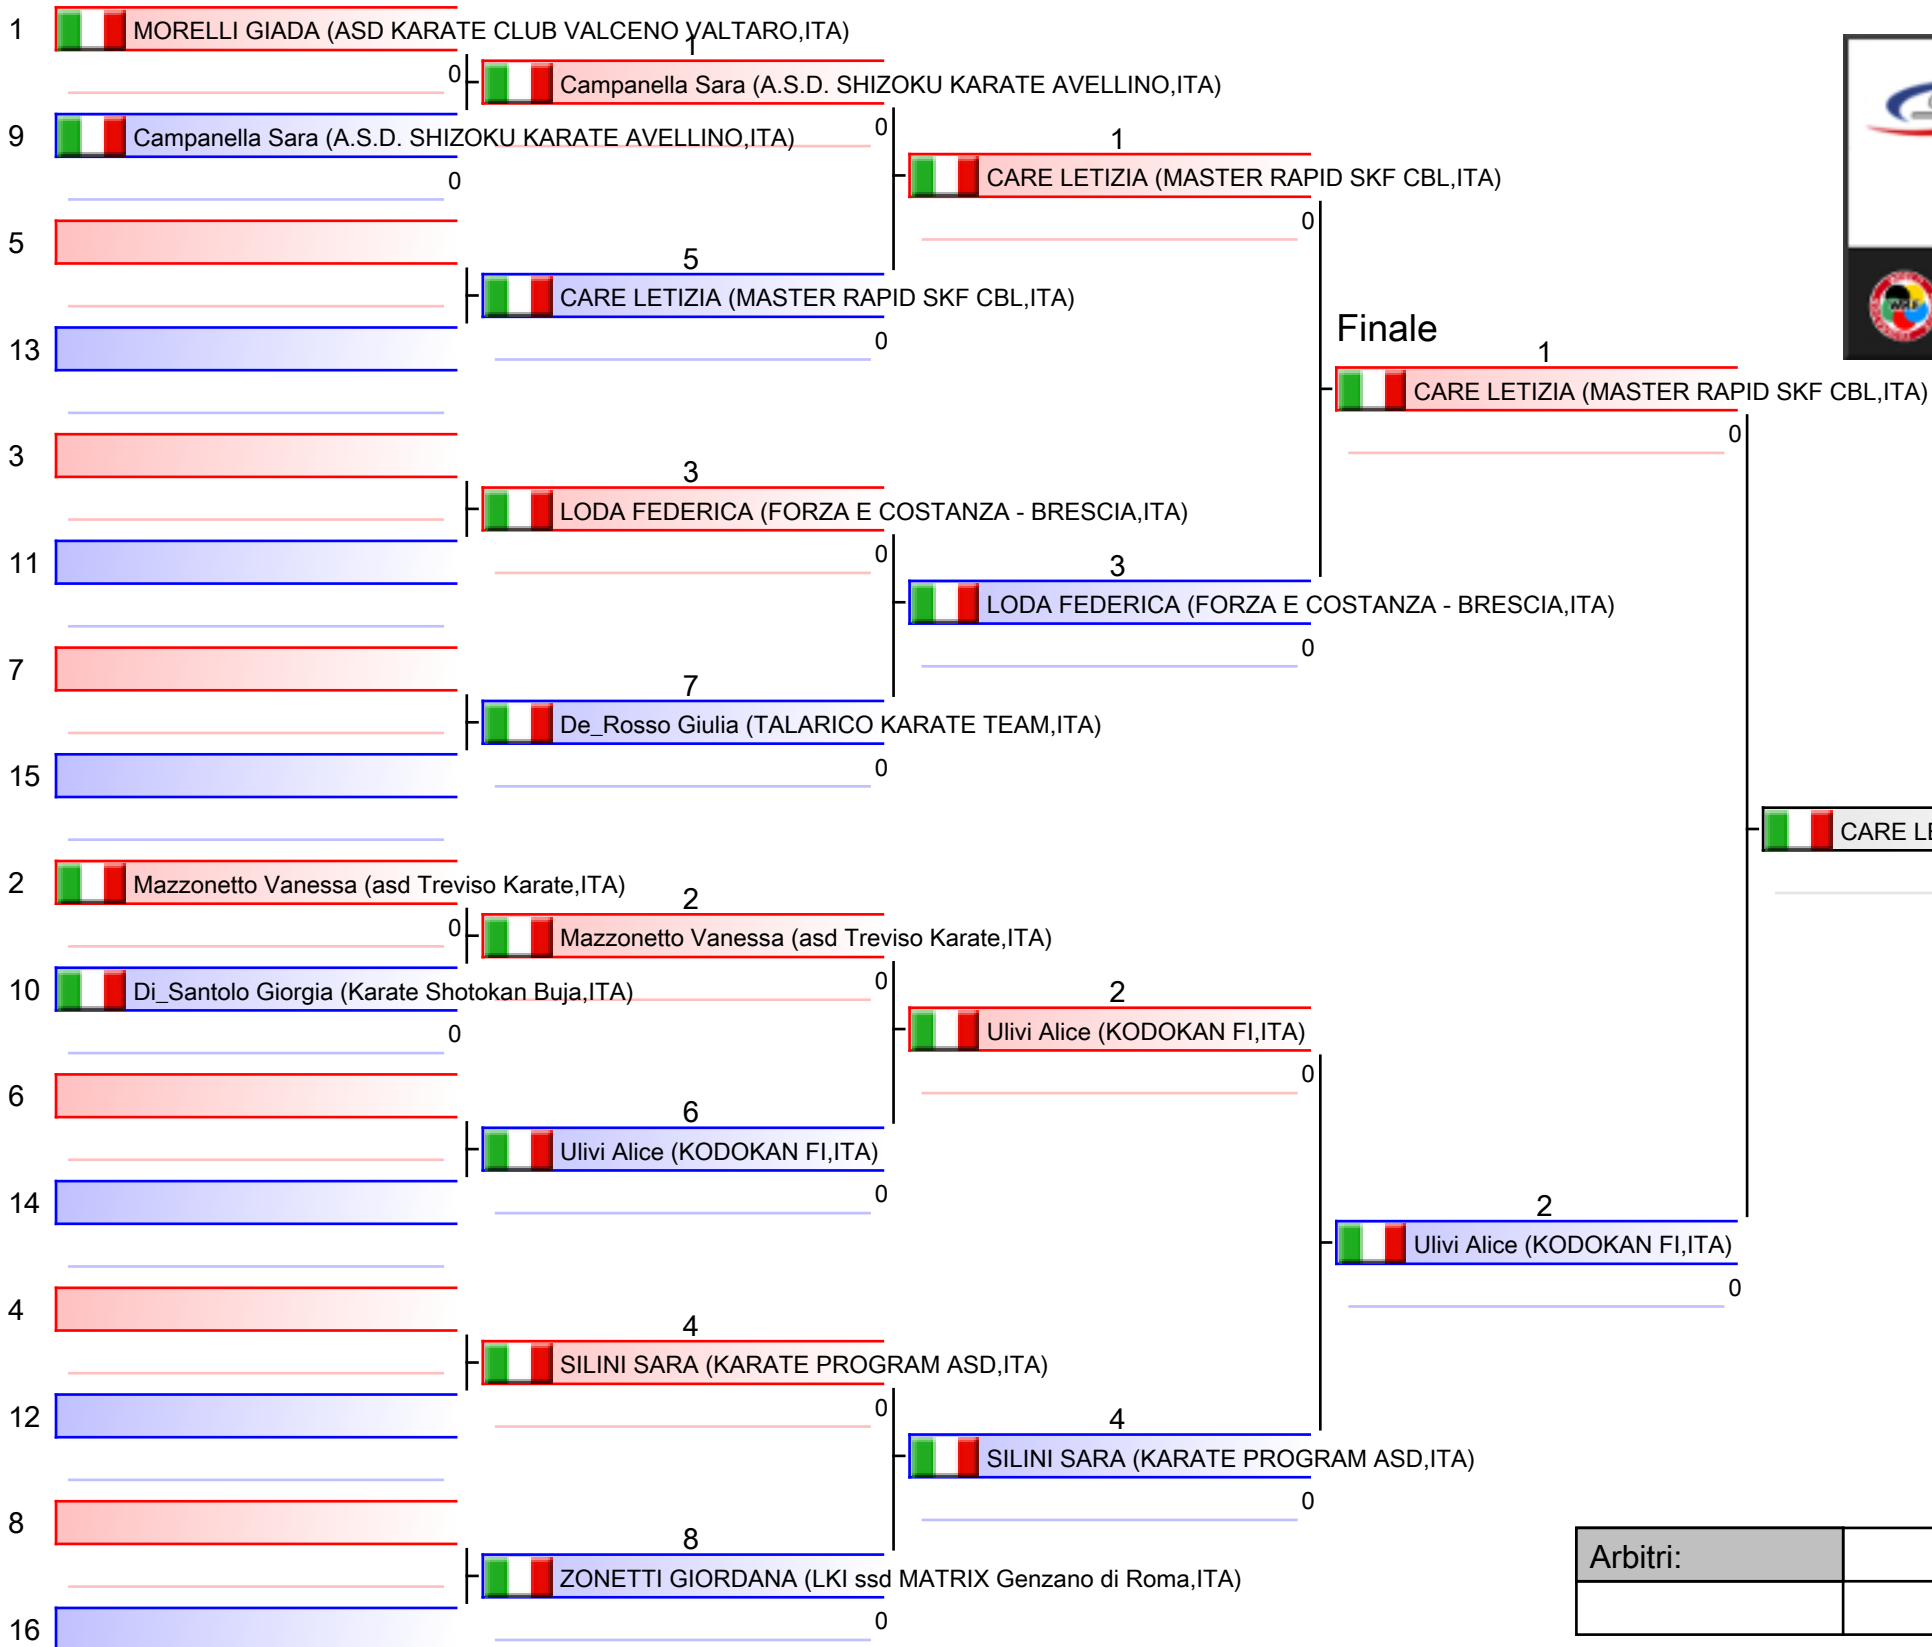 1 MORELLI GIADA (ASD KARATE CLUB VALCENO VALTARO,ITA)
1
0
Campanella Sara (A.S.D. SHIZOKU KARATE AVELLINO,ITA)
0
9 Campanella Sara (A.S.D. SHIZOKU KARATE AVELLINO,ITA)
0
1
CARE LETIZIA (MASTER RAPID SKF CBL,ITA)
0
5
5
CARE LETIZIA (MASTER RAPID SKF CBL,ITA)
0
13
Finale
1
CARE LETIZIA (MASTER RAPID SKF CBL,ITA)
0
3
3
LODA FEDERICA (FORZA E COSTANZA - BRESCIA,ITA)
0
11
3
LODA FEDERICA (FORZA E COSTANZA - BRESCIA,ITA)
0
7
7
De_Rosso Giulia (TALARICO KARATE TEAM,ITA)
0
15
CARE LE
2 Mazzonetto Vanessa (asd Treviso Karate,ITA)
2
0
Mazzonetto Vanessa (asd Treviso Karate,ITA)
0
10 Di_Santolo Giorgia (Karate Shotokan Buja,ITA)
0
2
Ulivi Alice (KODOKAN FI,ITA)
0
6
6
Ulivi Alice (KODOKAN FI,ITA)
0
14
2
Ulivi Alice (KODOKAN FI,ITA)
0
4
4
SILINI SARA (KARATE PROGRAM ASD,ITA)
0
12
4
SILINI SARA (KARATE PROGRAM ASD,ITA)
0
8
8
ZONETTI GIORDANA (LKI ssd MATRIX Genzano di Roma,ITA)
0
16
Arbitri: